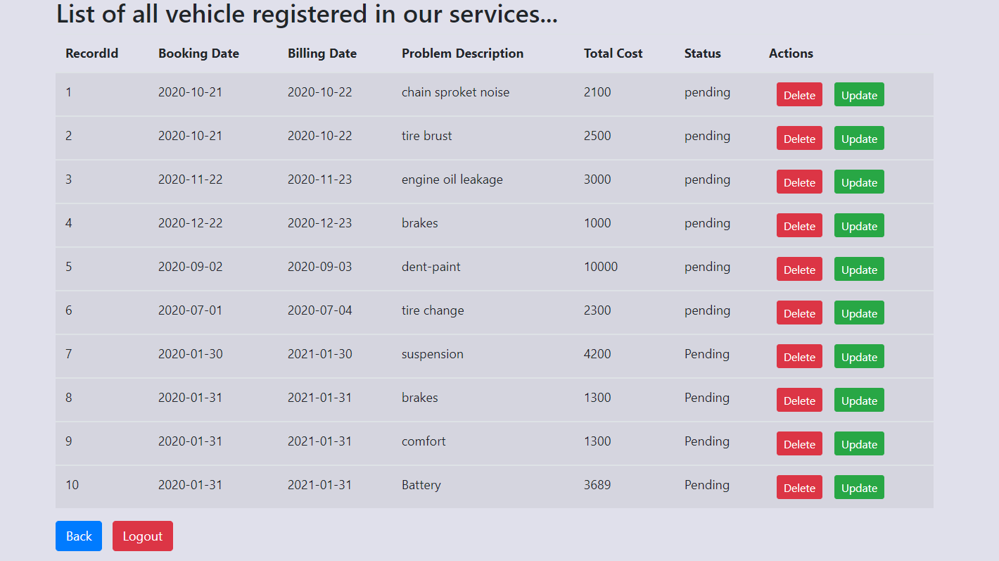 List of all vehicle registered in our services...
RecordId Booking Date Billing Date Problem Description Total Cost Status Actions
1 2020-10-21 2020-10-22 chain sproket noise 2100 pending Delete Update
2 2020-10-21 2020-10-22 tire brust 2500 pending Delete Update
3 2020-11-22 2020-11-23 engine oil leakage 3000 pending Delete Update
4 2020-12-22 2020-12-23 brakes 1000 pending Delete Update
5 2020-09-02 2020-09-03 dent-paint 10000 pending Delete Update
6 2020-07-01 2020-07-04 tire change 2300 pending Delete Update
7 2020-01-30 2021-01-30 suspension 4200 Pending Delete Update
8 2020-01-31 2021-01-31 brakes 1300 Pending Delete Update
9 2020-01-31 2021-01-31 comfort 1300 Pending Delete Update
10 2020-01-31 2021-01-31 Battery 3689 Pending Delete Update
Back Logout